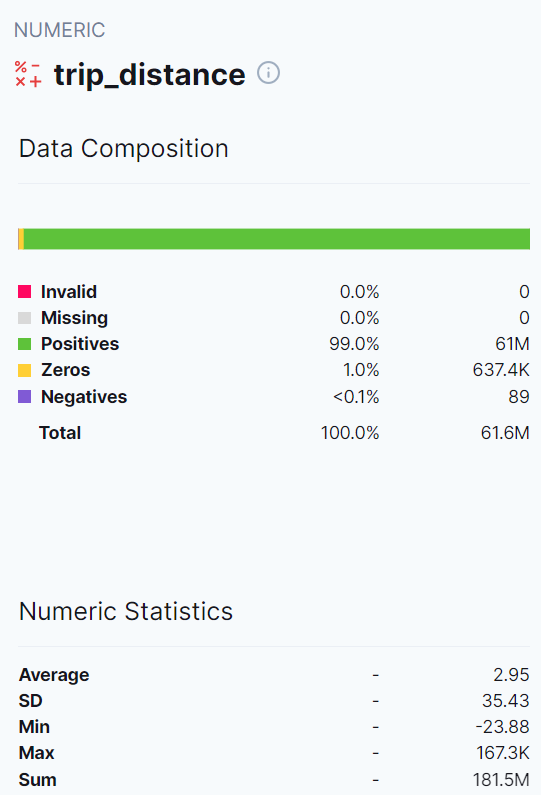 NUMERIC
trip_distance
Data Composition
Invalid 0.0% 0
Missing 0.0% 0
Positives 99.0% 61M
Zeros 1.0% 637.4K
Negatives <0.1% 89
Total 100.0% 61.6M
Numeric Statistics
Average - 2.95
SD - 35.43
Min - -23.88
Max - 167.3K
Sum - 181.5M